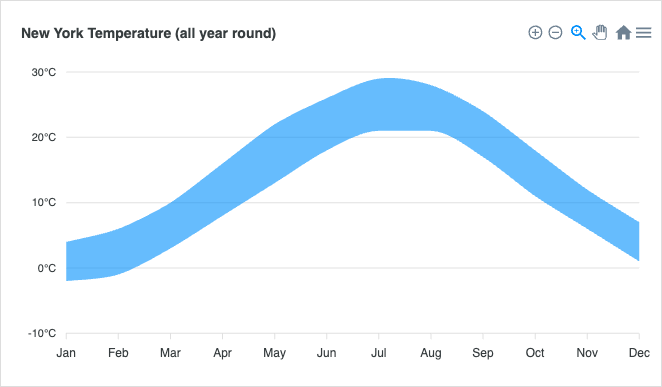 New York Temperature (all year round)
30°C
20°C
10°C
0°C
-10°C
Jan Feb Mar Apr May Jun Jul Aug Sep Oct Nov Dec